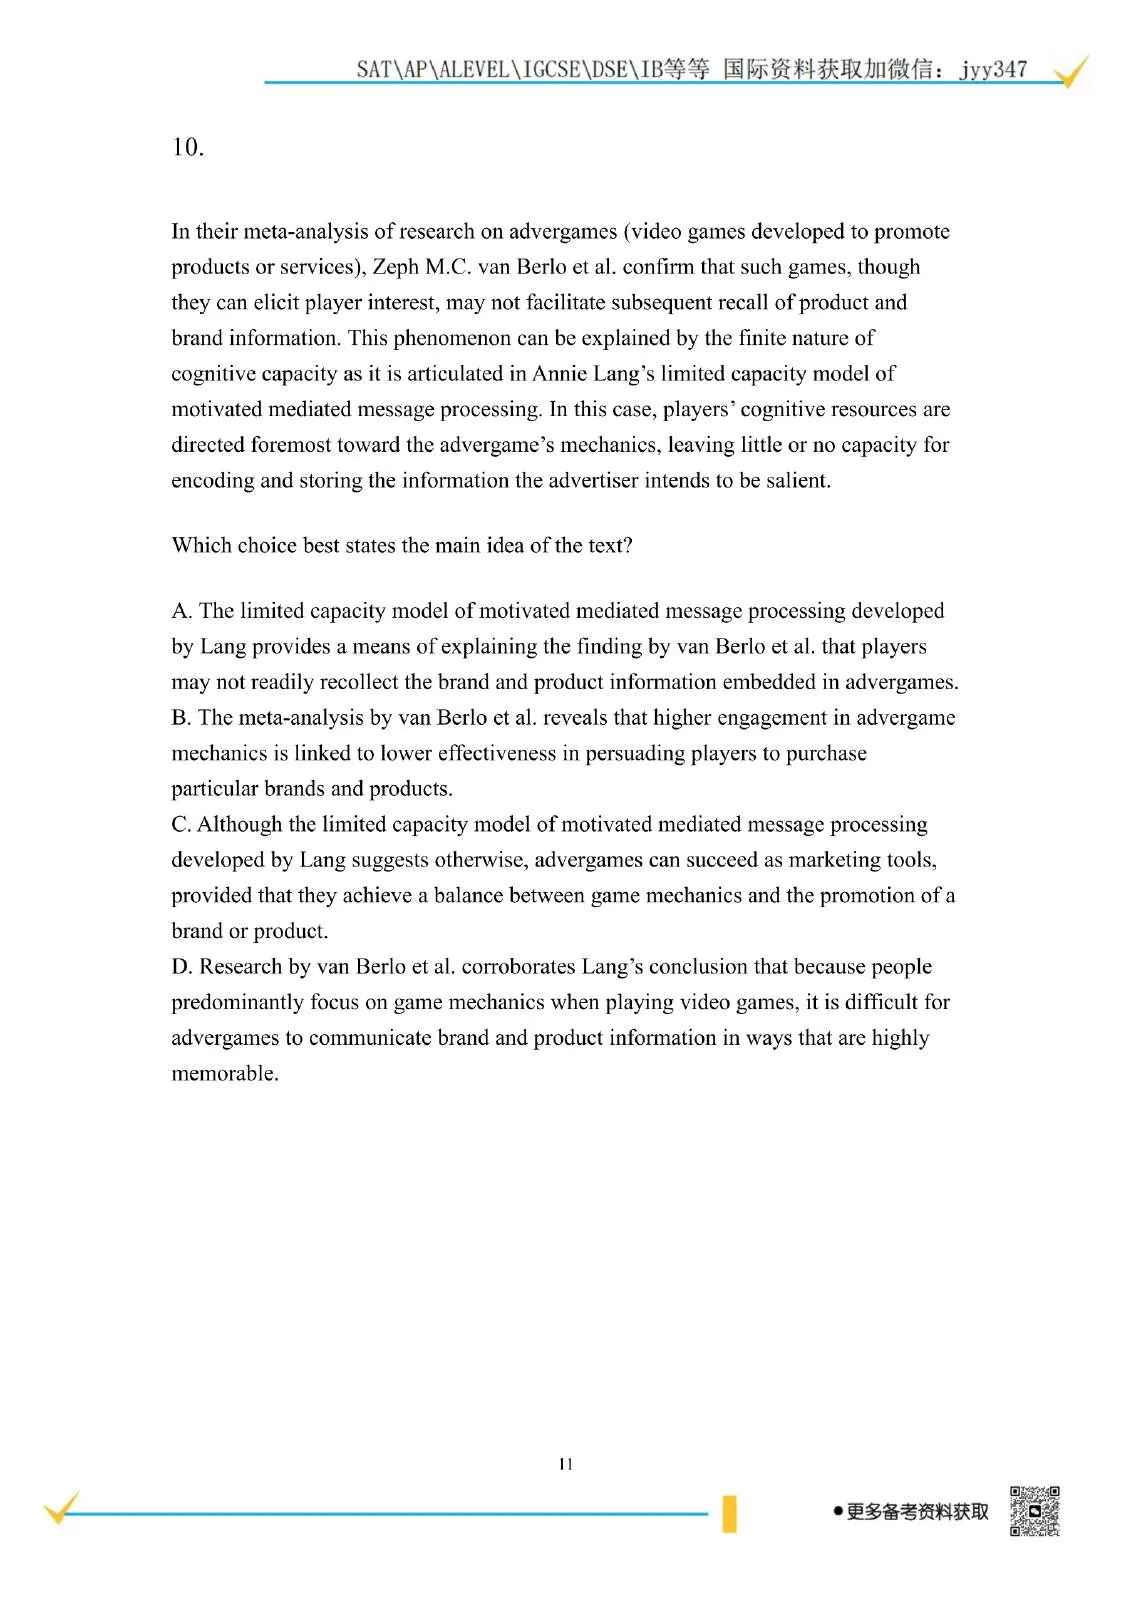 SAT\AP\ALEVEL\IGCSE\DSE\IB等等 国际资料获取加微信：jyy347
10.
In their meta-analysis of research on advergames (video games developed to promote
products or services), Zeph M.C. van Berlo et al. confirm that such games, though
they can elicit player interest, may not facilitate subsequent recall of product and
brand information. This phenomenon can be explained by the finite nature of
cognitive capacity as it is articulated in Annie Lang’s limited capacity model of
motivated mediated message processing. In this case, players’ cognitive resources are
directed foremost toward the advergame’s mechanics, leaving little or no capacity for
encoding and storing the information the advertiser intends to be salient.
Which choice best states the main idea of the text?
A. The limited capacity model of motivated mediated message processing developed
by Lang provides a means of explaining the finding by van Berlo et al. that players
may not readily recollect the brand and product information embedded in advergames.
B. The meta-analysis by van Berlo et al. reveals that higher engagement in advergame
mechanics is linked to lower effectiveness in persuading players to purchase
particular brands and products.
C. Although the limited capacity model of motivated mediated message processing
developed by Lang suggests otherwise, advergames can succeed as marketing tools,
provided that they achieve a balance between game mechanics and the promotion of a
brand or product.
D. Research by van Berlo et al. corroborates Lang’s conclusion that because people
predominantly focus on game mechanics when playing video games, it is difficult for
advergames to communicate brand and product information in ways that are highly
memorable.
11
●更多备考资料获取